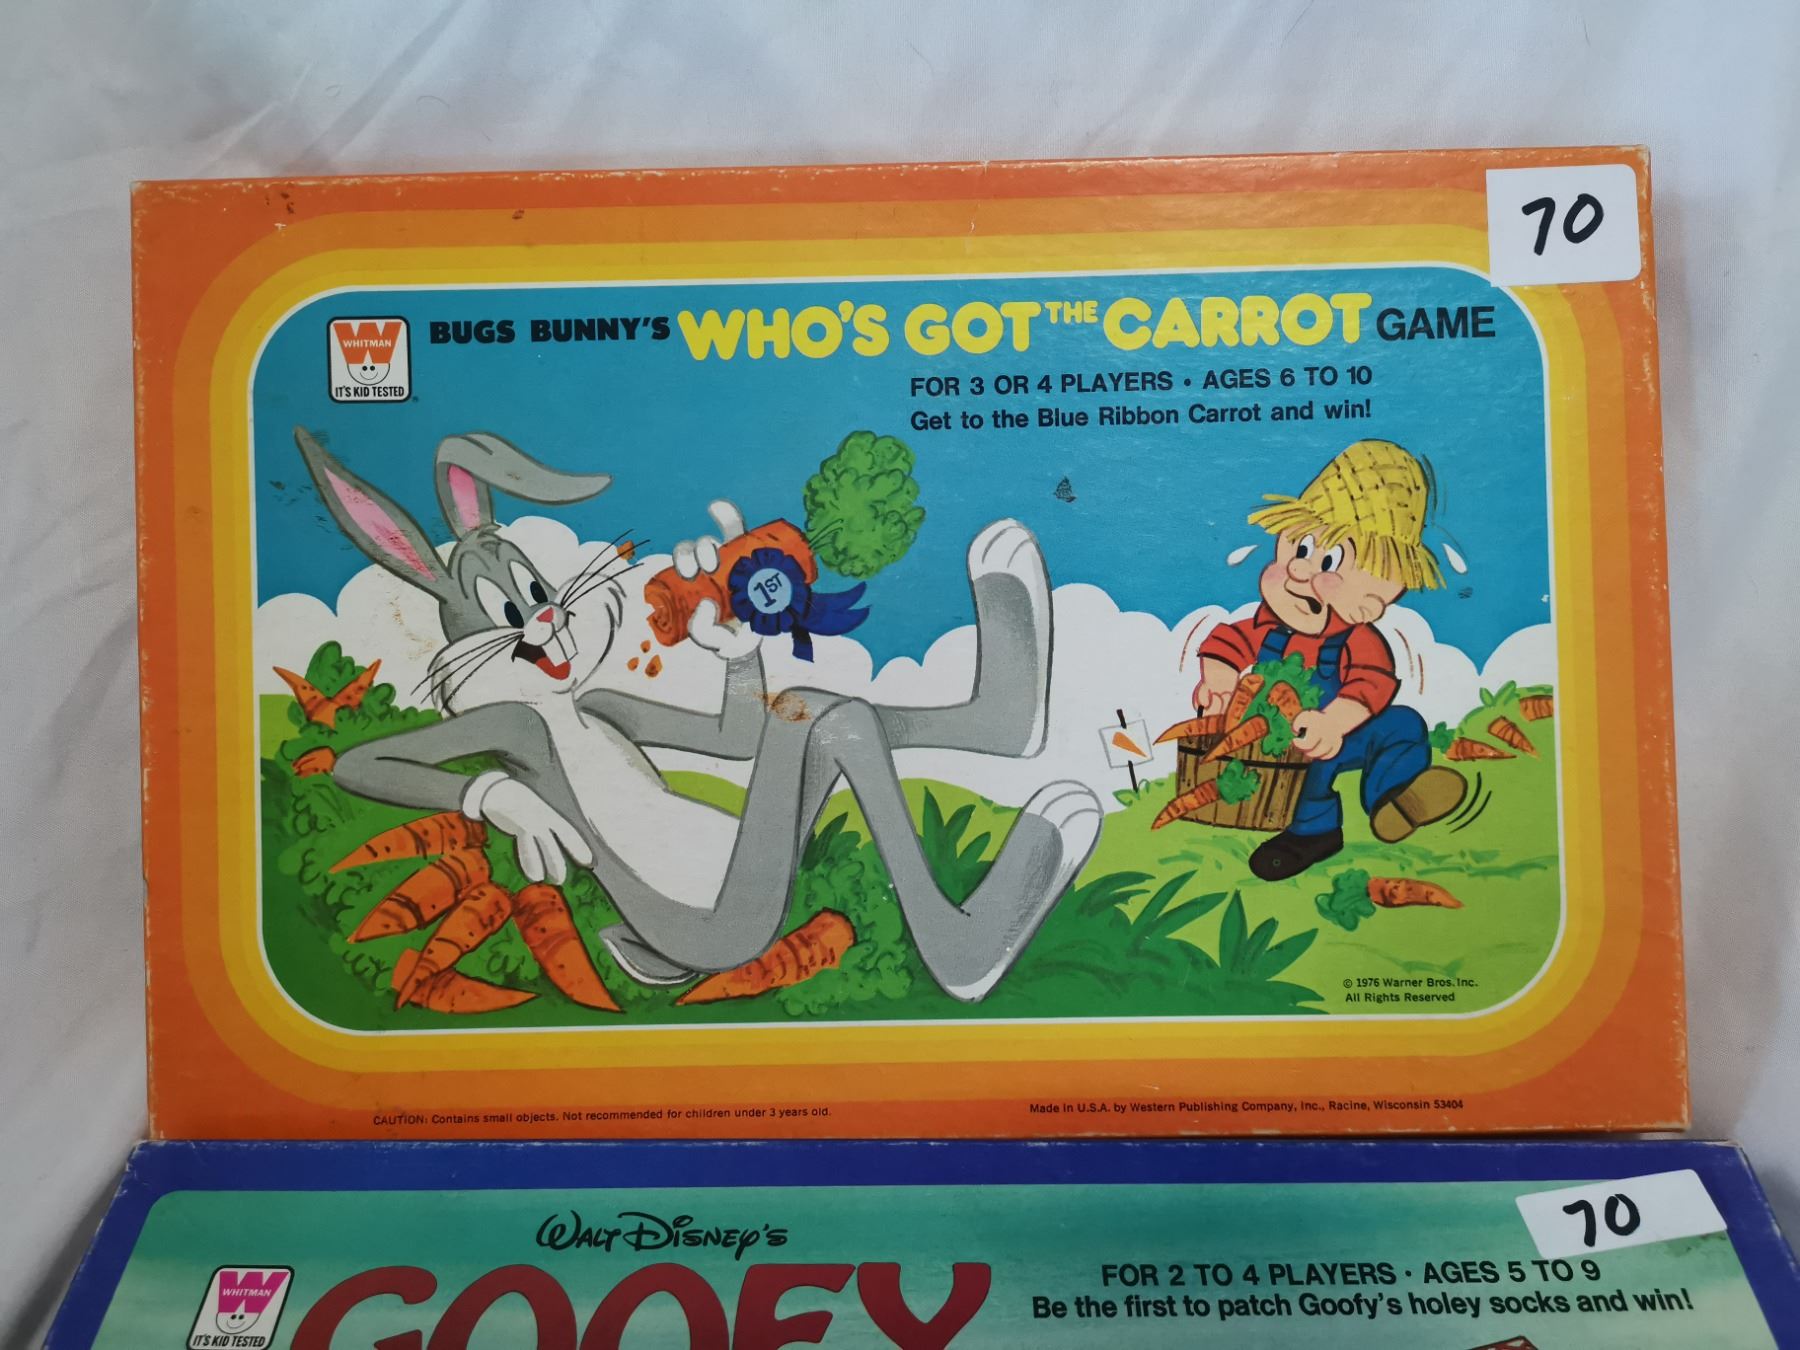 70
WHITMAN
IT'S KID TESTED
BUGS BUNNY'S WHO'S GOT THE CARROT GAME
FOR 3 OR 4 PLAYERS • AGES 6 TO 10
Get to the Blue Ribbon Carrot and win!
1ST
© 1976 Warner Bros. Inc.
All Rights Reserved
CAUTION: Contains small objects. Not recommended for children under 3 years old.
Made in U.S.A. by Western Publishing Company, Inc., Racine, Wisconsin 53404
70
WALT DISNEY'S
WHITMAN
IT'S KID TESTED
GOOFY
FOR 2 TO 4 PLAYERS • AGES 5 TO 9
Be the first to patch Goofy's holey socks and win!